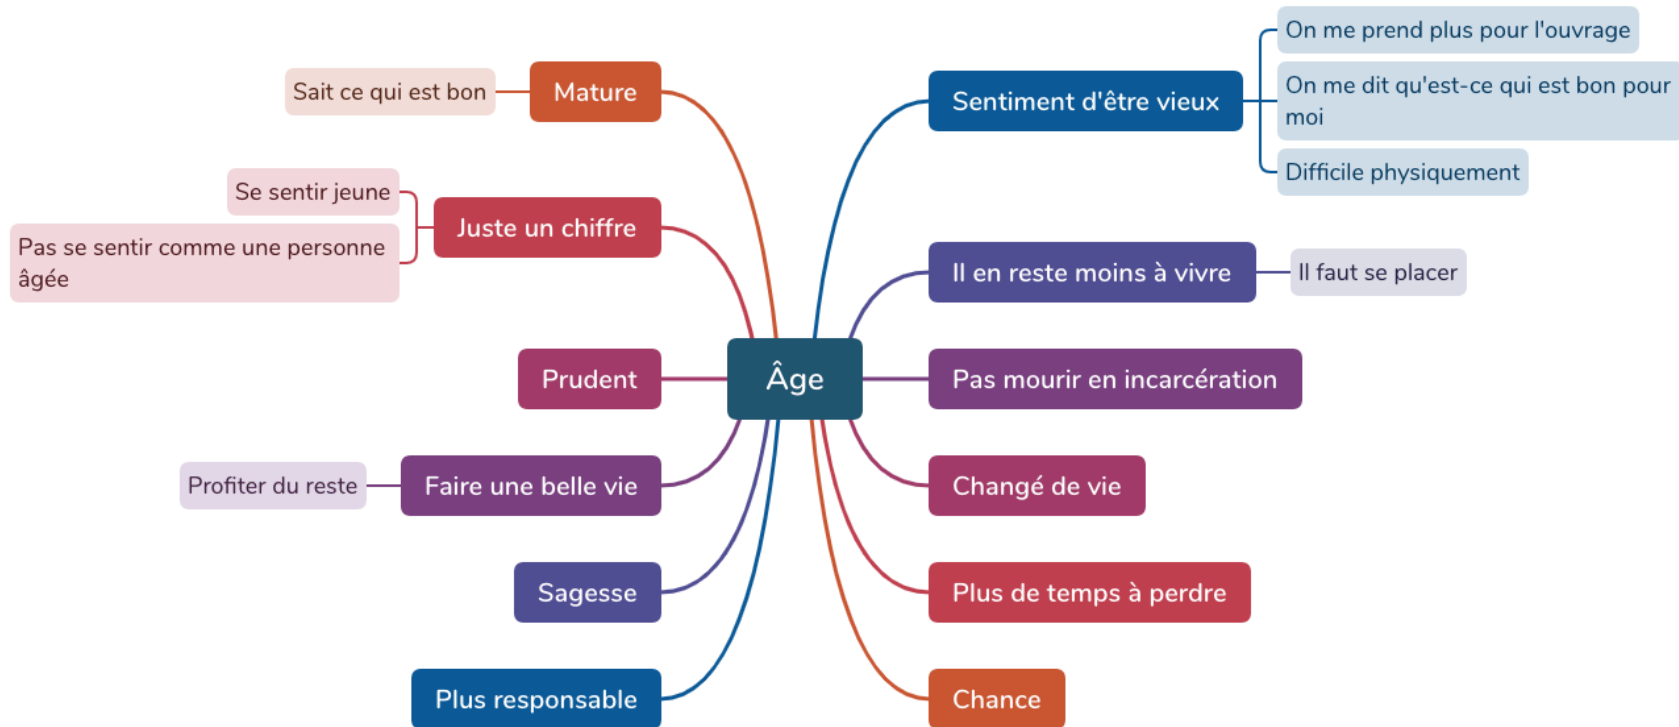 Âge
Mature
Sait ce qui est bon
Juste un chiffre
Se sentir jeune
Pas se sentir comme une personne
âgée
Prudent
Faire une belle vie
Profiter du reste
Sagesse
Plus responsable
Sentiment d'être vieux
On me prend plus pour l'ouvrage
On me dit qu'est-ce qui est bon pour
moi
Difficile physiquement
Il en reste moins à vivre
Il faut se placer
Pas mourir en incarcération
Changé de vie
Plus de temps à perdre
Chance